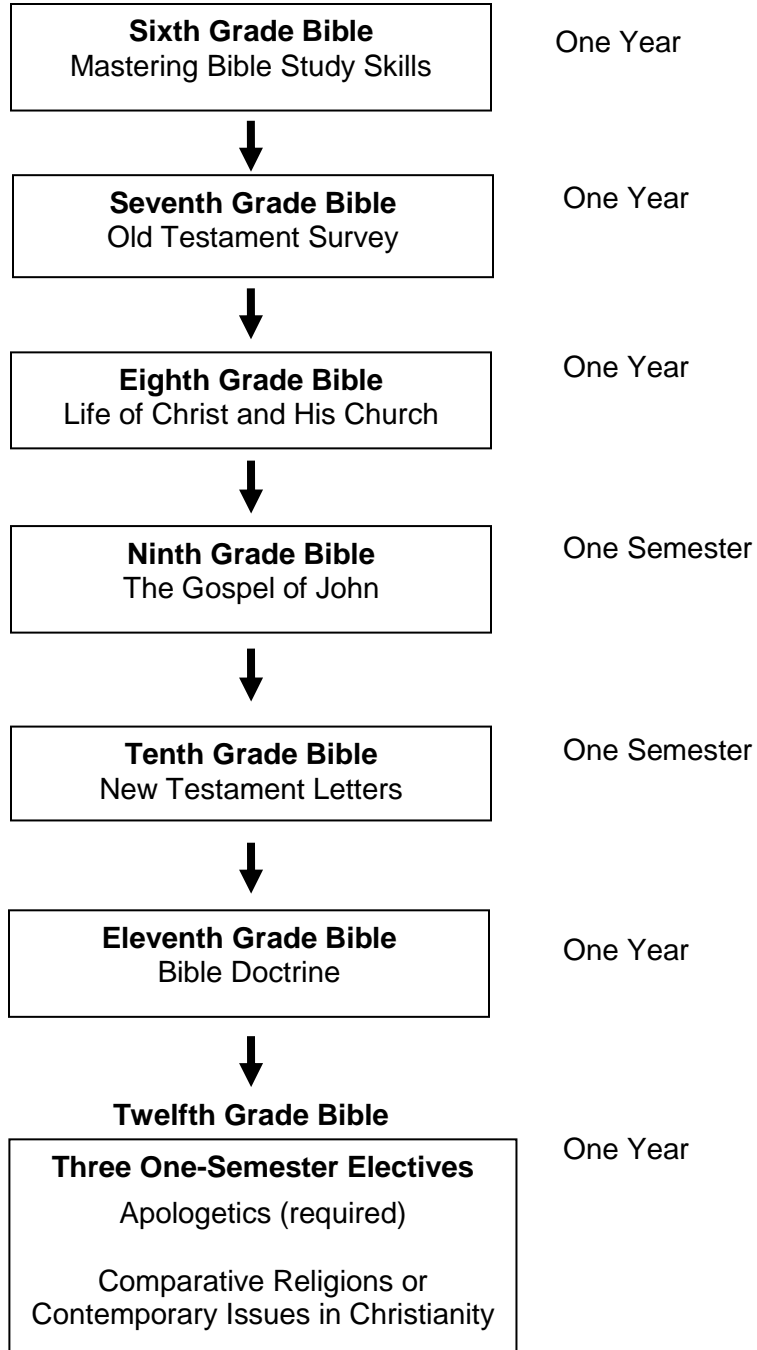 Sixth Grade Bible
Mastering Bible Study Skills
One Year
Seventh Grade Bible
Old Testament Survey
One Year
Eighth Grade Bible
Life of Christ and His Church
One Year
Ninth Grade Bible
The Gospel of John
One Semester
Tenth Grade Bible
New Testament Letters
One Semester
Eleventh Grade Bible
Bible Doctrine
One Year
Twelfth Grade Bible
Three One-Semester Electives
Apologetics (required)
Comparative Religions or
Contemporary Issues in Christianity
One Year